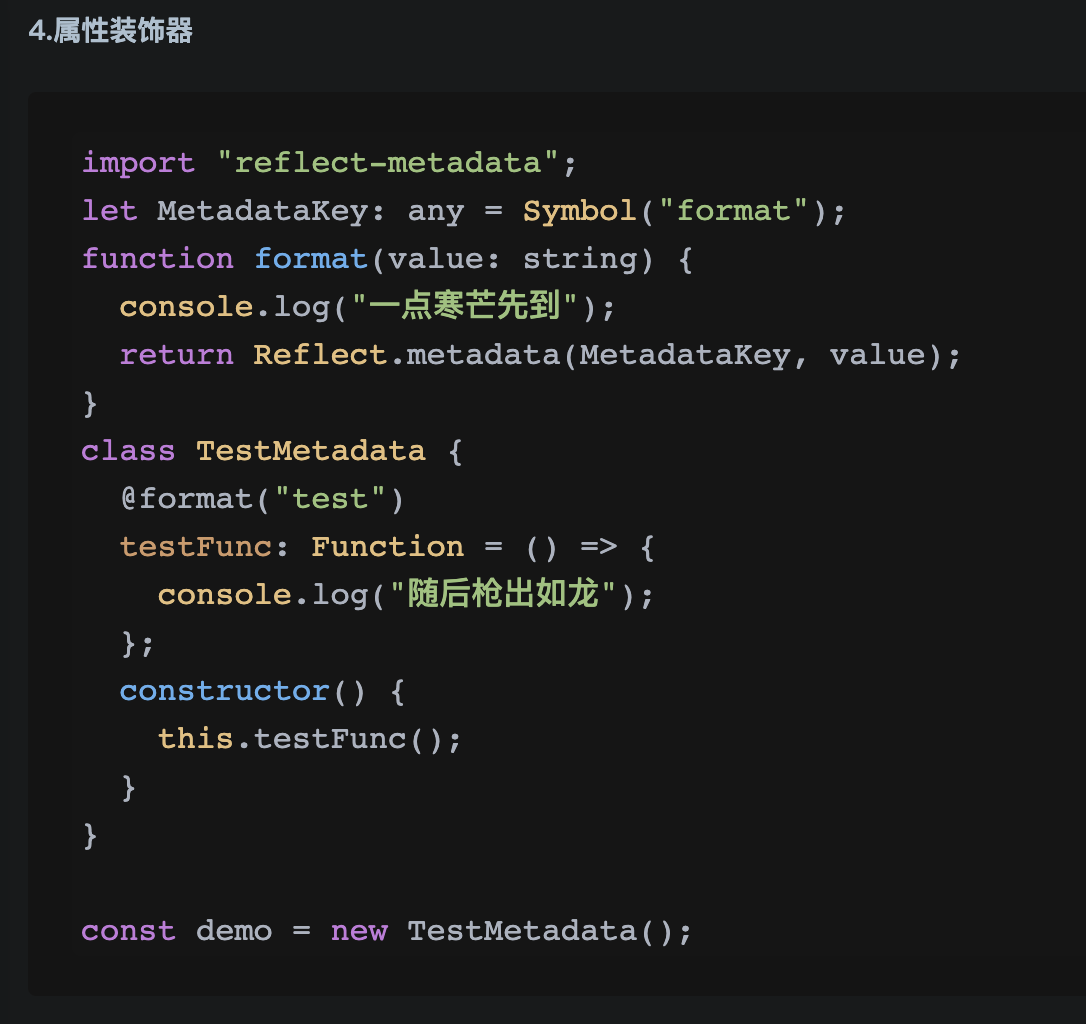 4.属性装饰器
import "reflect-metadata";
let MetadataKey: any = Symbol("format");
function format(value: string) {
  console.log("一点寒芒先到");
  return Reflect.metadata(MetadataKey, value);
}
class TestMetadata {
  @format("test")
  testFunc: Function = () => {
    console.log("随后枪出如龙");
  };
  constructor() {
    this.testFunc();
  }
}
const demo = new TestMetadata();